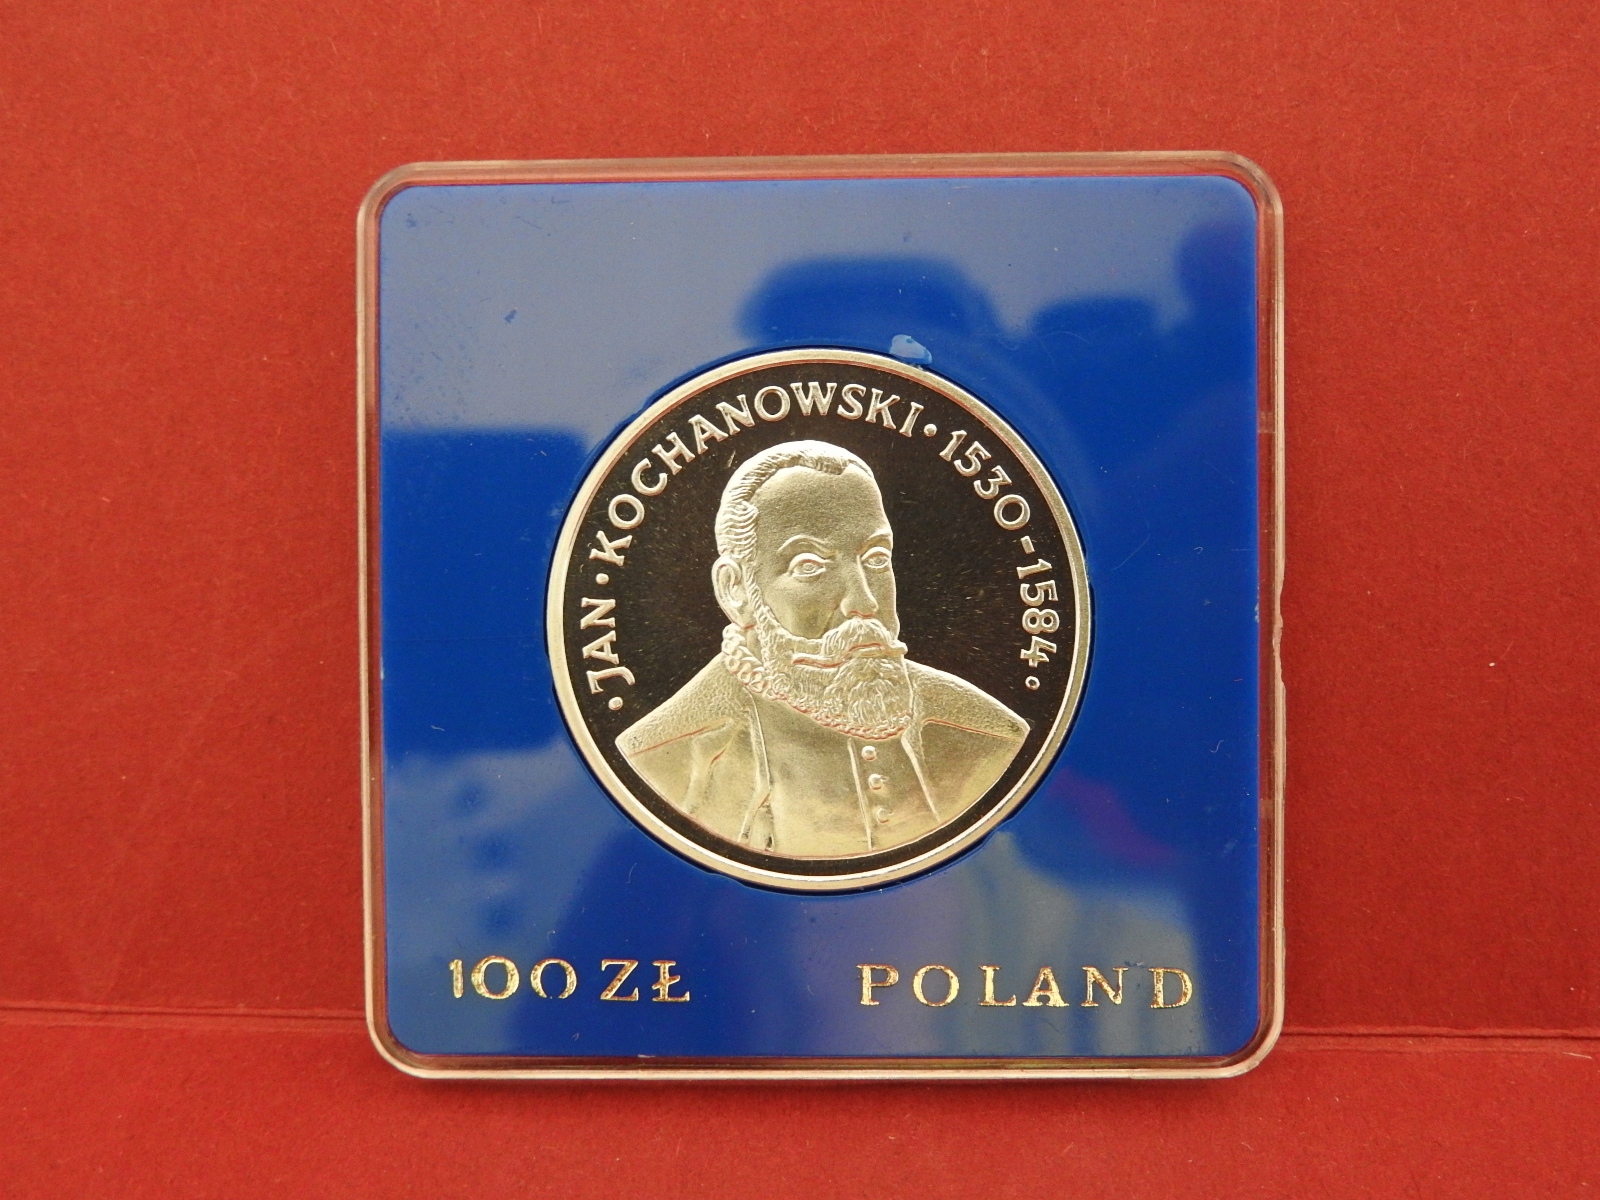 ·JAN·KOCHANOWSKI·1530-1584·
100 ZŁ POLAND